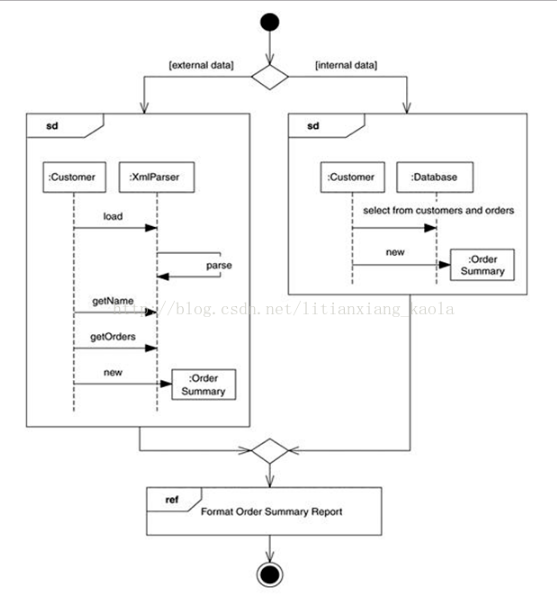 [external data]
[internal data]
sd
:Customer
:XmlParser
load
parse
getName
getOrders
new
:Order
Summary
sd
:Customer
:Database
select from customers and orders
new
:Order
Summary
http://blog.csdn.net/litianxiang_kaola
ref
Format Order Summary Report